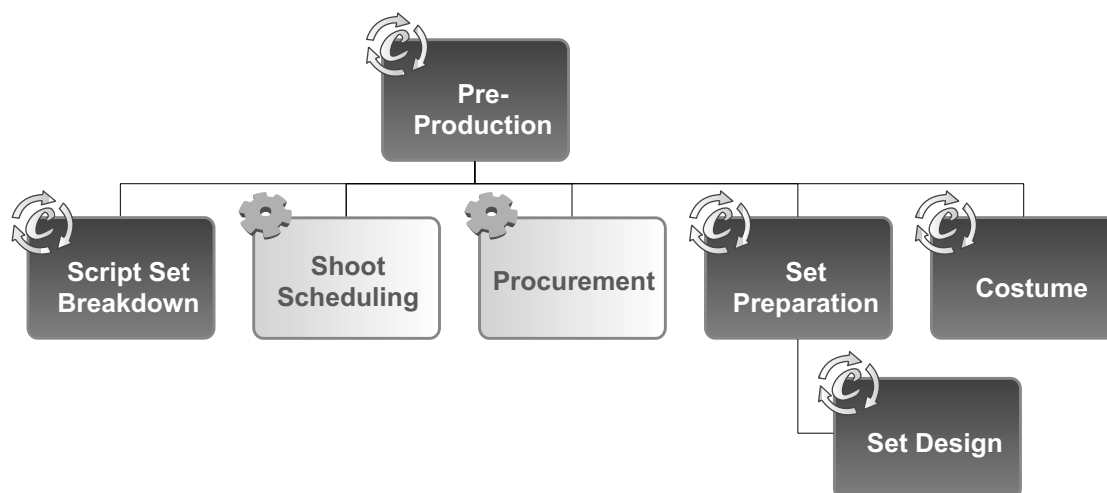 Pre-
Production
Script Set
Breakdown
Shoot
Scheduling
Procurement
Set
Preparation
Costume
Set Design